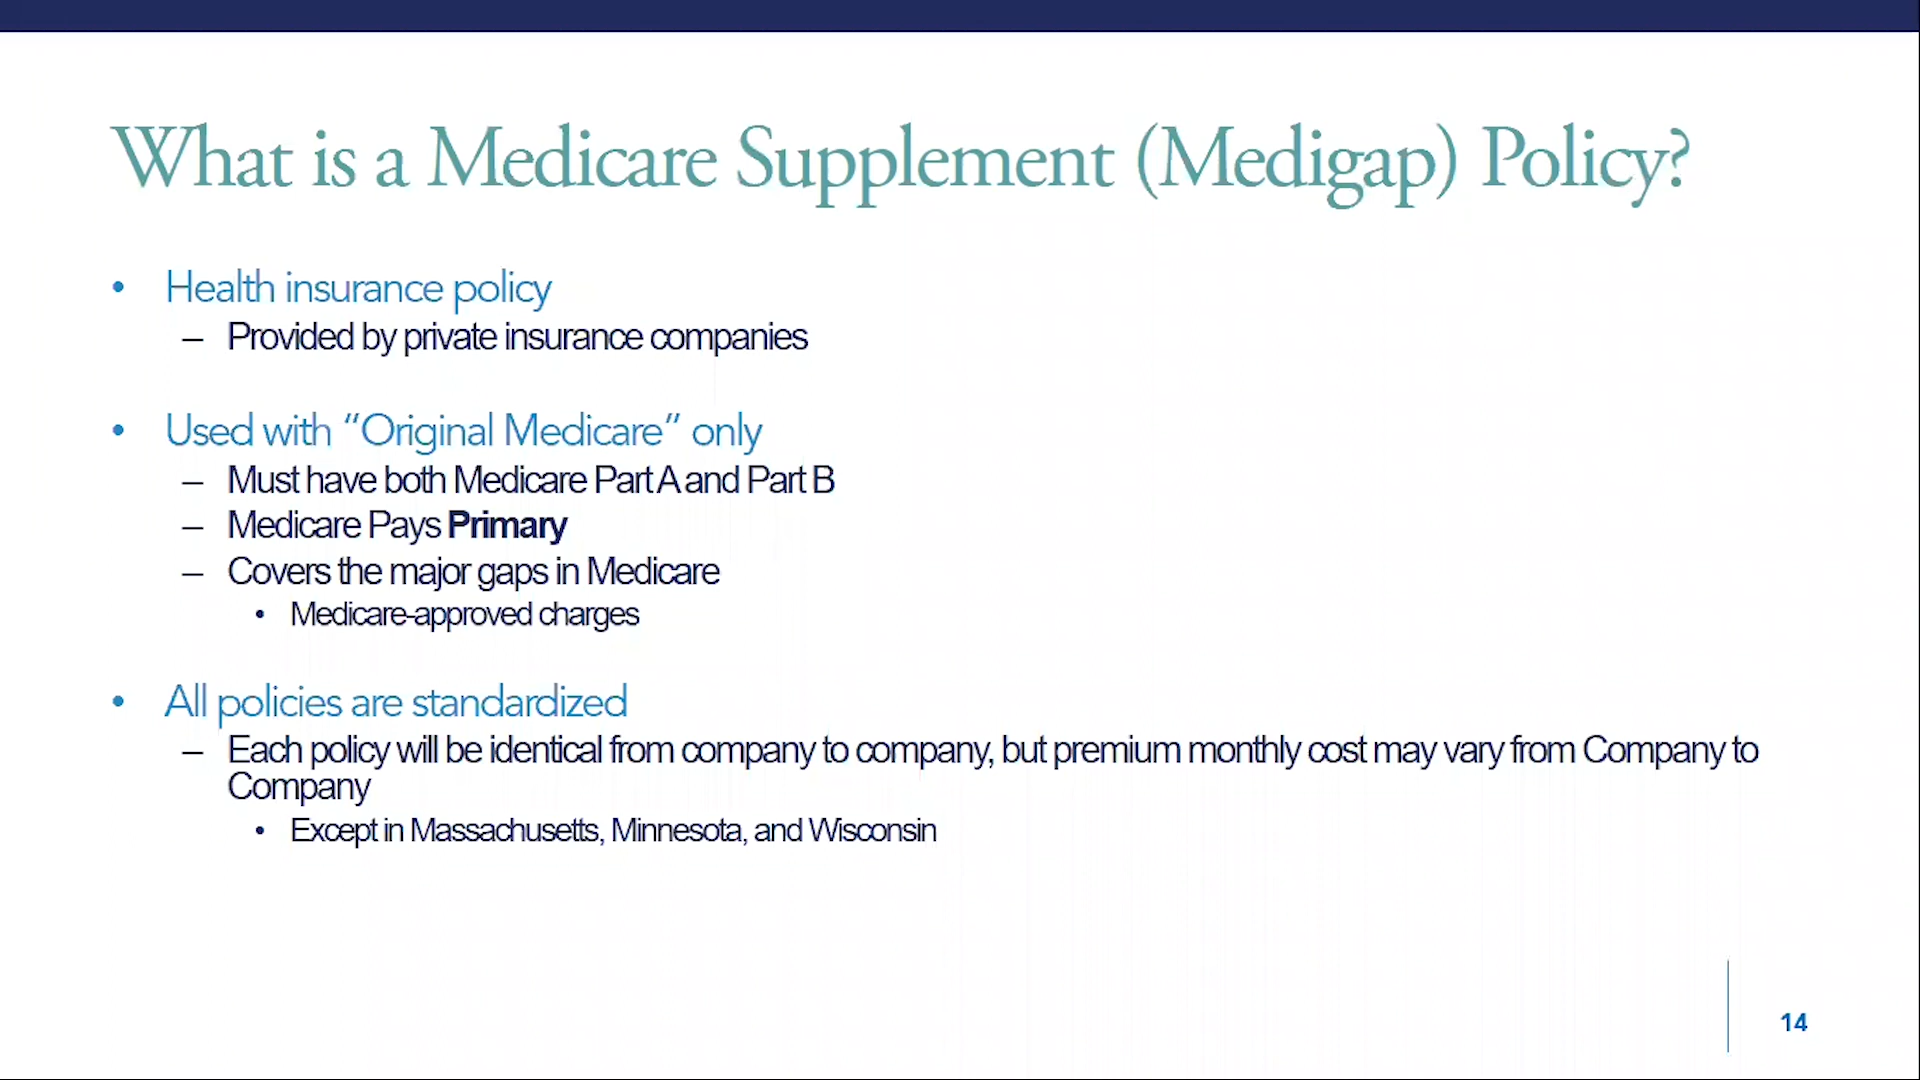 What is a Medicare Supplement (Medigap) Policy?
• Health insurance policy
– Provided by private insurance companies
• Used with “Original Medicare” only
– Must have both Medicare Part A and Part B
– Medicare Pays Primary
– Covers the major gaps in Medicare
• Medicare-approved charges
• All policies are standardized
– Each policy will be identical from company to company, but premium monthly cost may vary from Company to
Company
• Except in Massachusetts, Minnesota, and Wisconsin
14